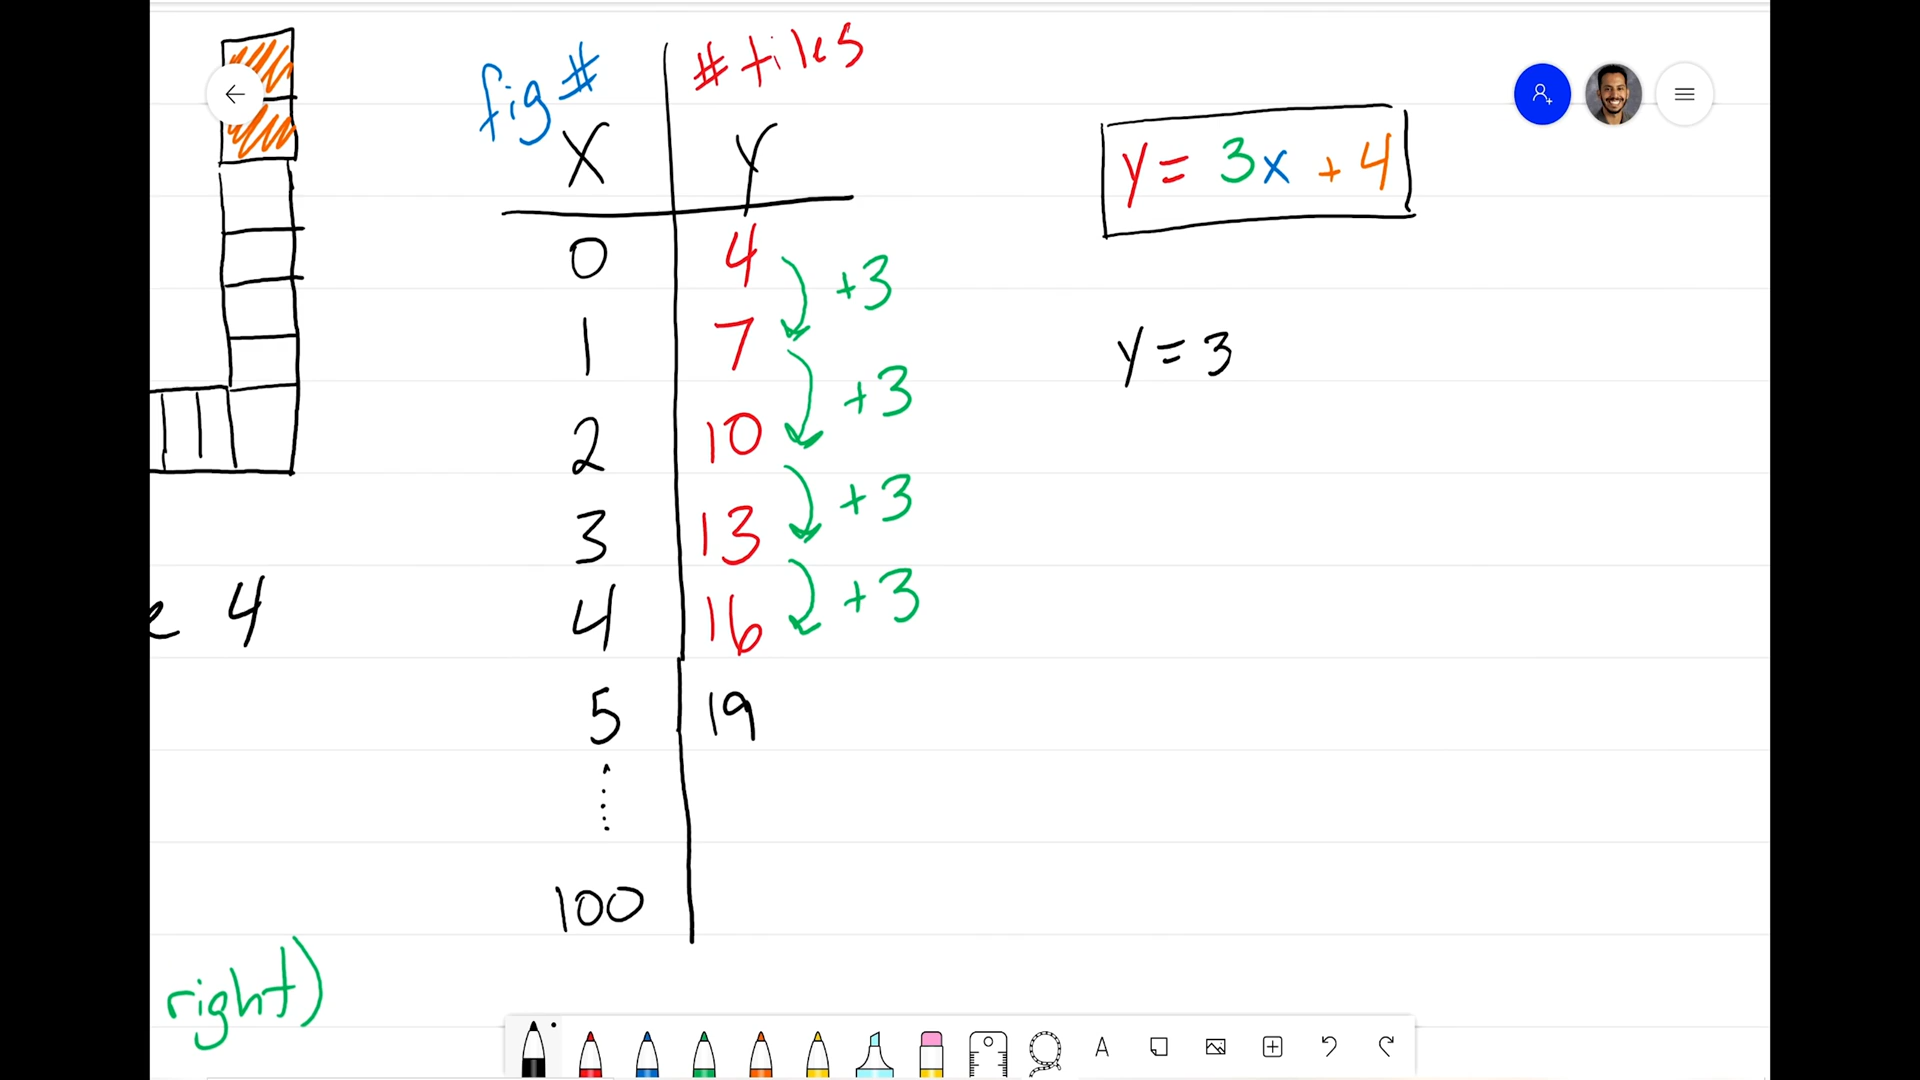 fig # # tiles
X Y
0 4 +3
1 7 +3
2 10 +3
3 13 +3
4 16
5 19
100
y = 3x + 4
y = 3
e 4
right)
A